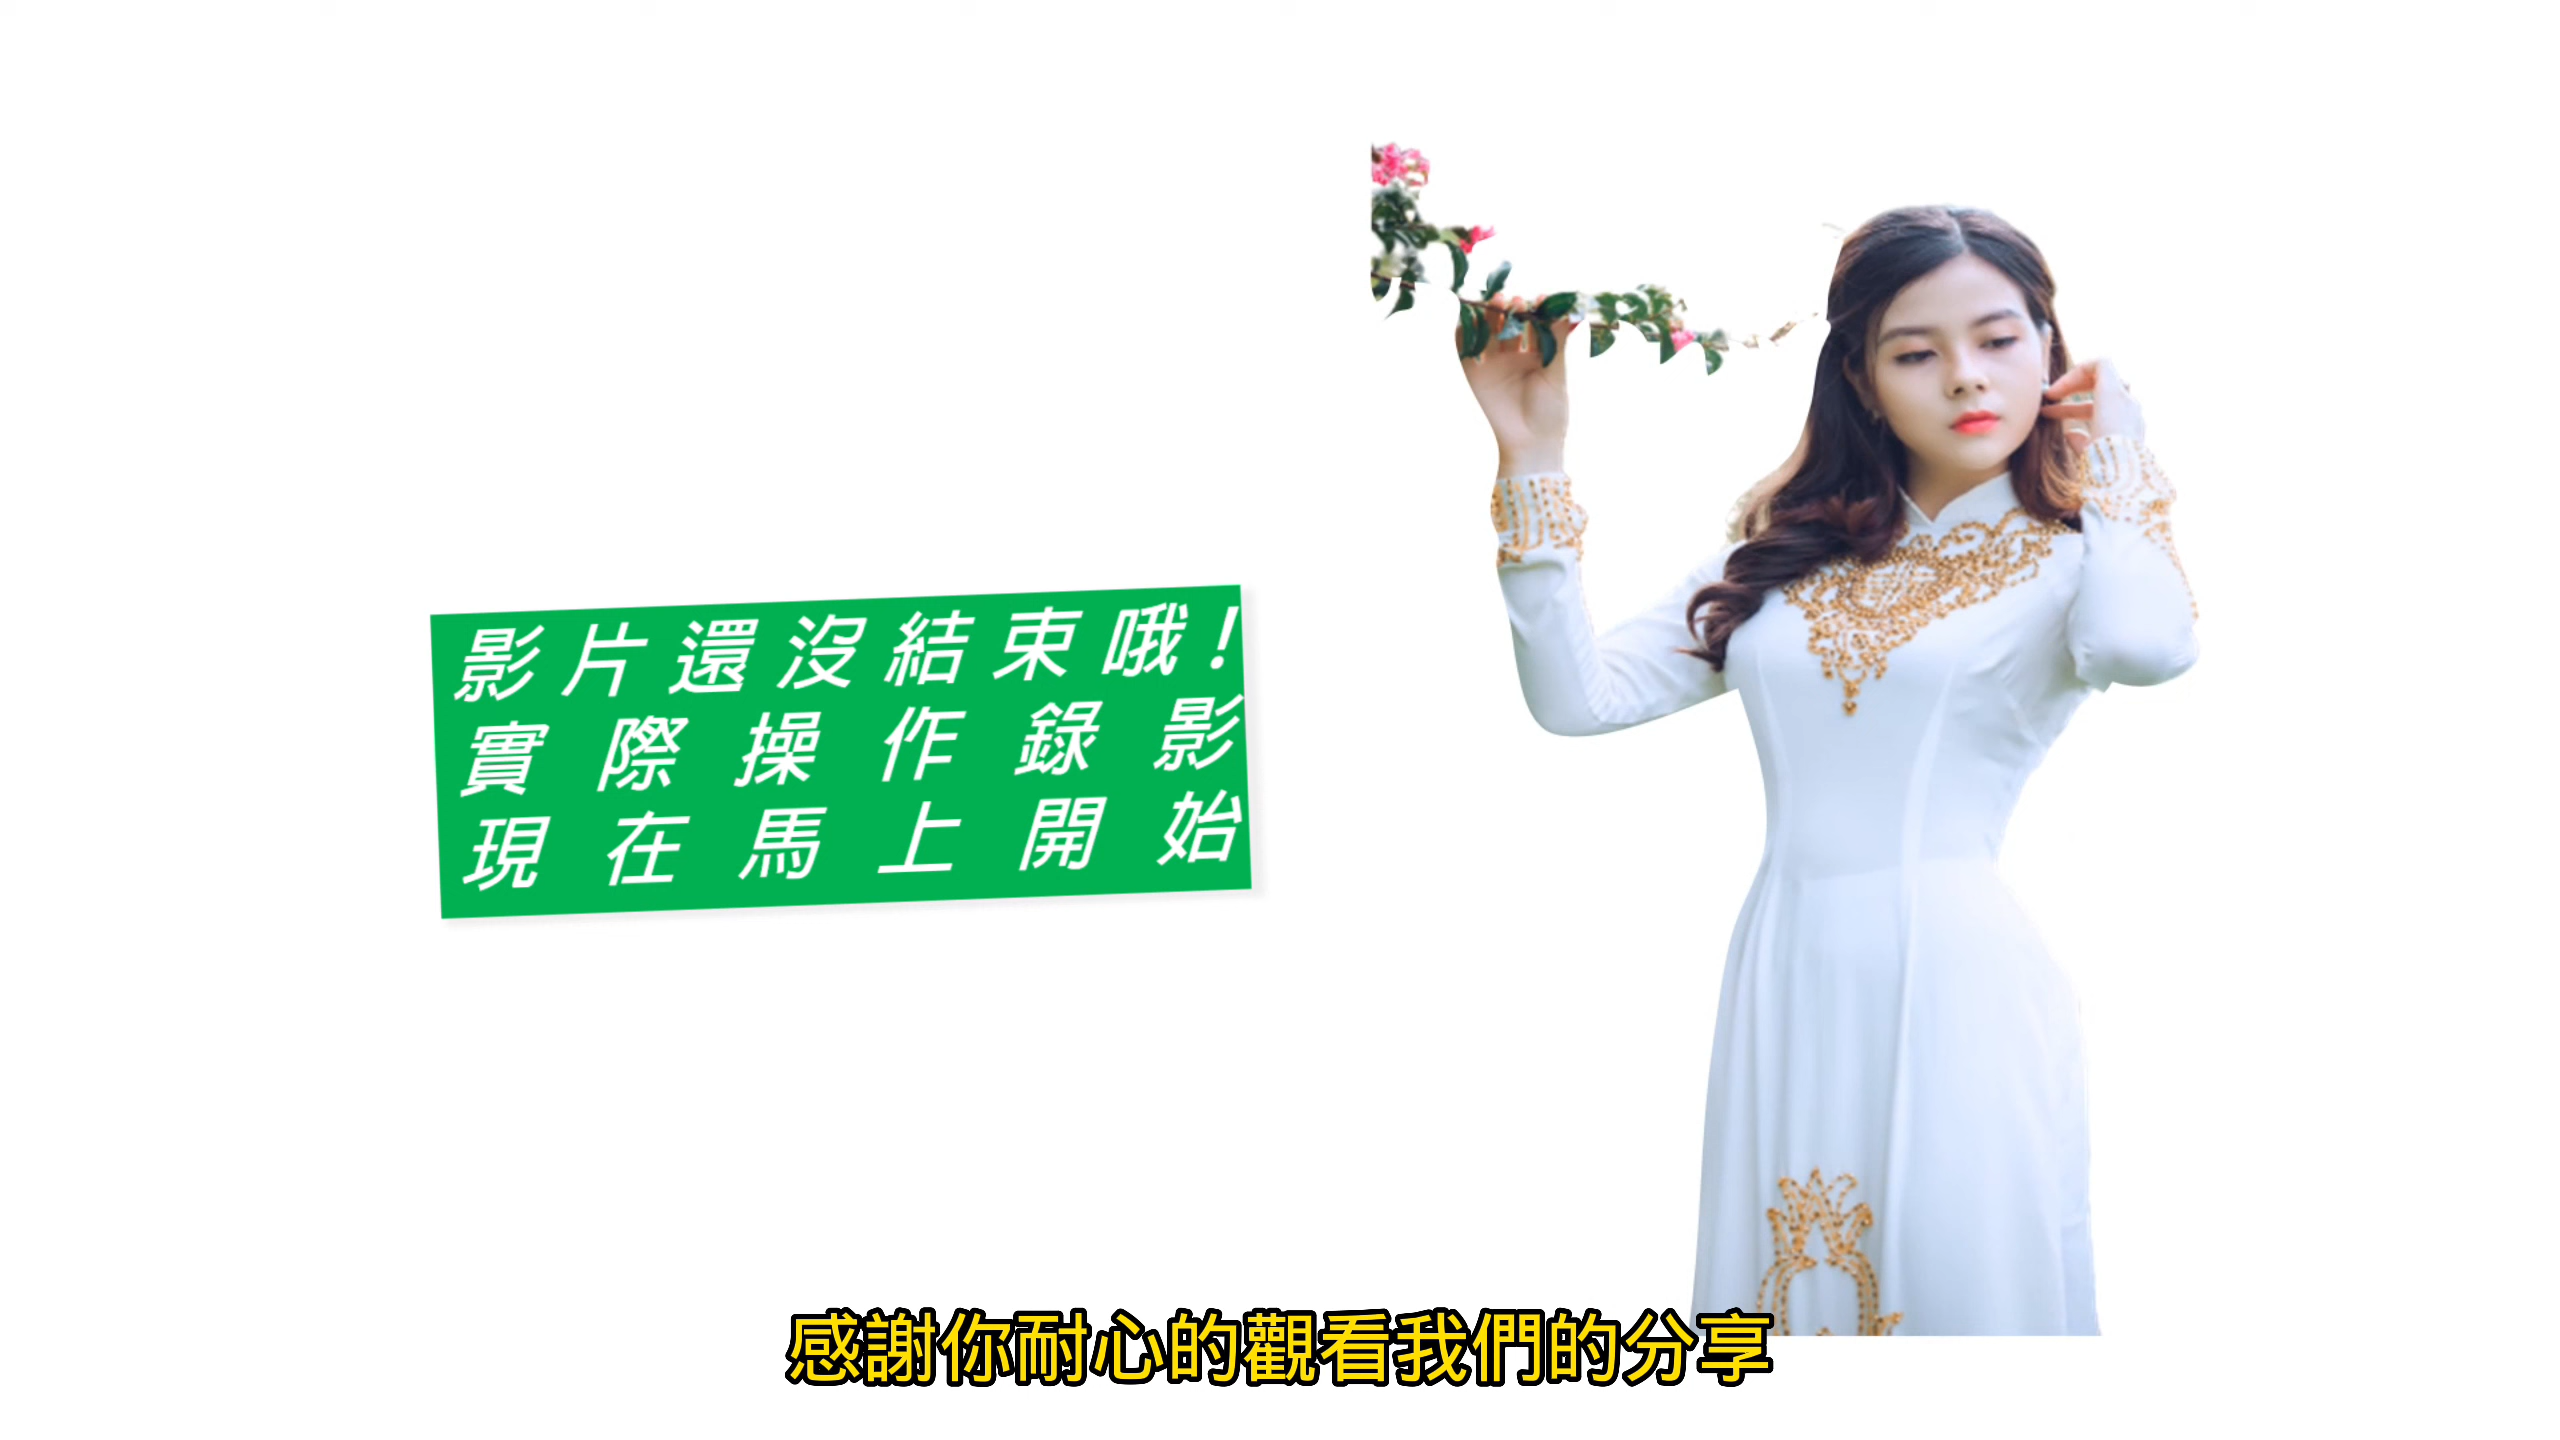 影片還沒結束哦!
實際操作錄影
現在馬上開始
感謝你耐心的觀看我們的分享